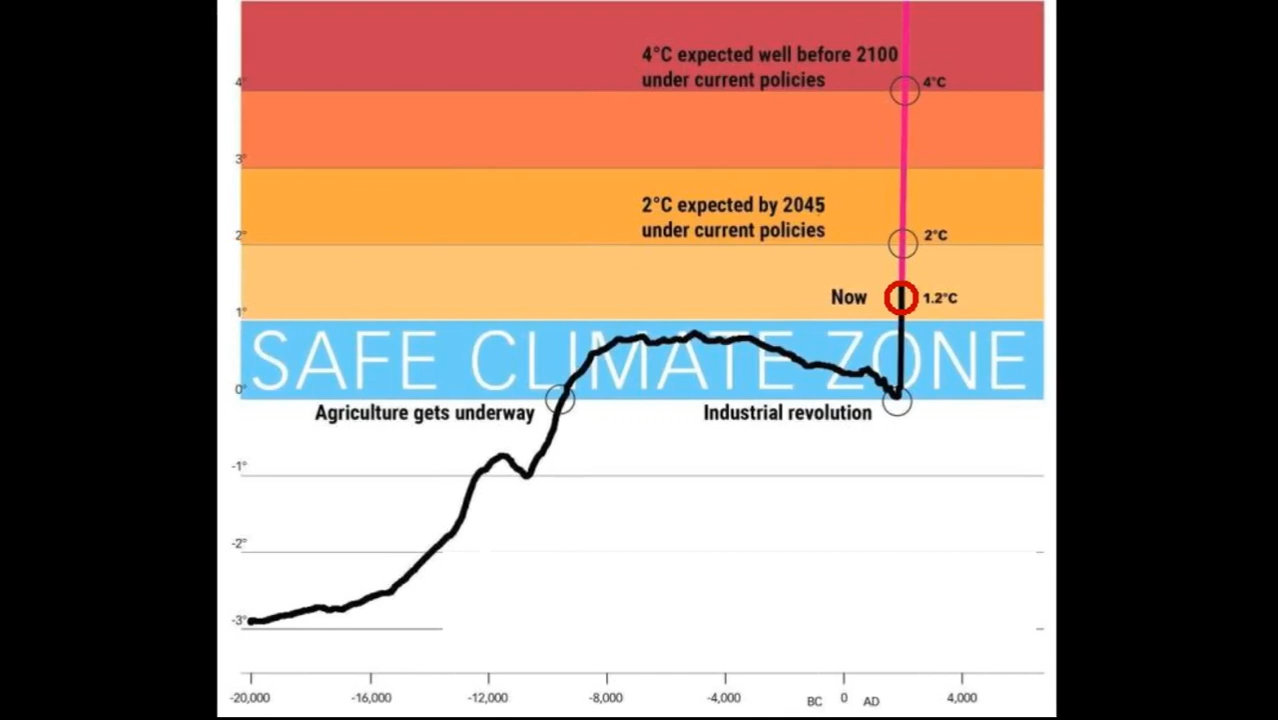 4°C expected well before 2100
under current policies
4°
4°C
3°
2°C expected by 2045
under current policies
2°
2°C
Now
1.2°C
1°
SAFE CLIMATE ZONE
0°
Agriculture gets underway
Industrial revolution
-1°
-2°
-3°
-20,000 -16,000 -12,000 -8,000 -4,000 BC 0 AD 4,000